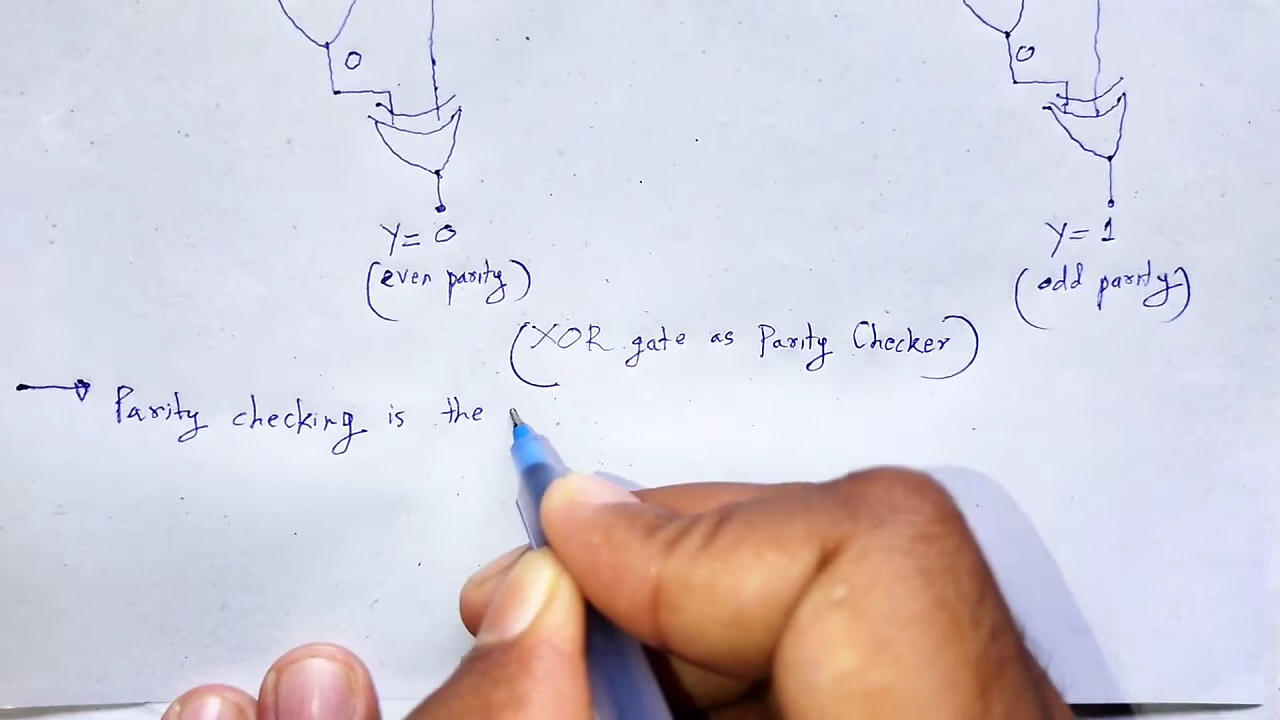 0 0
Y= 0 Y= 1
(even parity) (odd parity)
(XOR gate as Parity Checker)
Parity checking is the